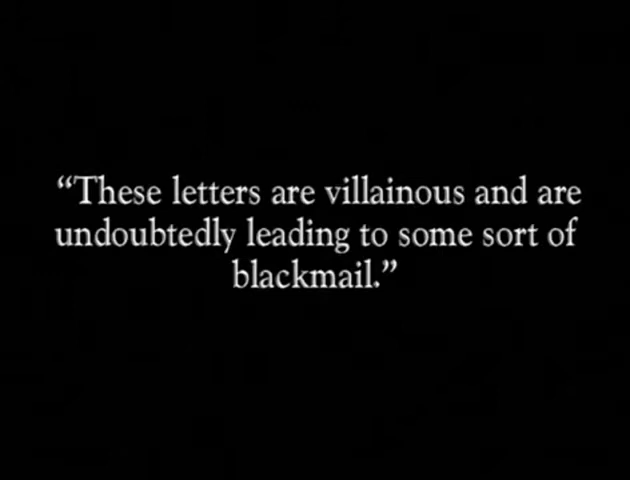 “These letters are villainous and are
undoubtedly leading to some sort of
blackmail.”